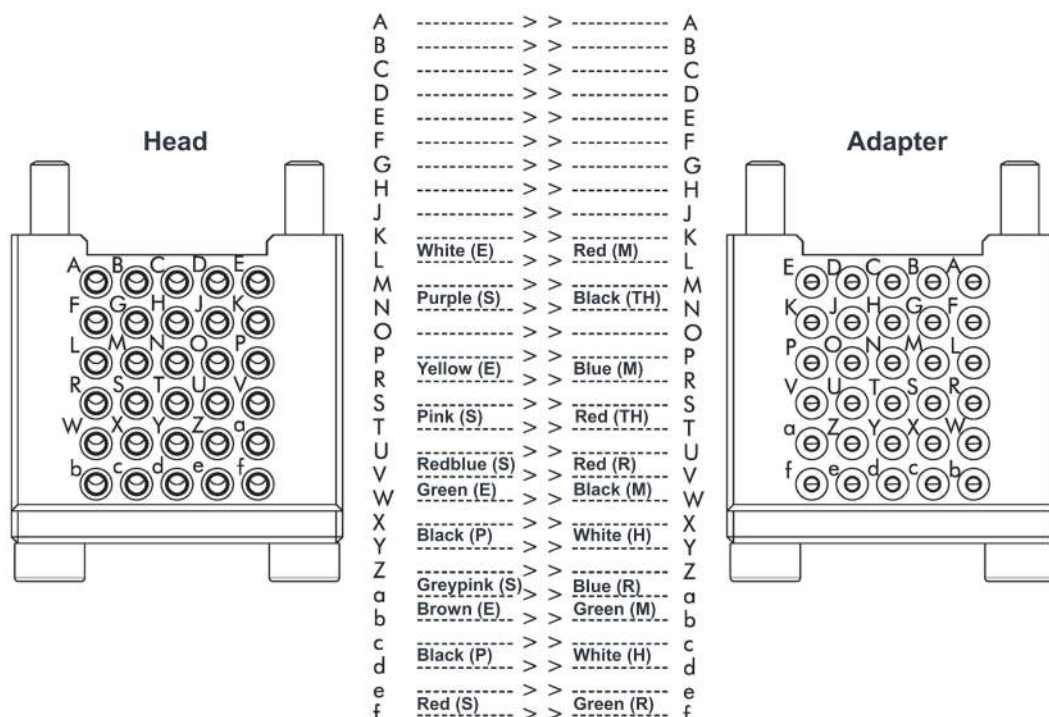 Head
A B C D E
F G H J K
L M N O P
R S T U V
W X Y Z a
b c d e f
A ------------ > > ------------ A
B ------------ > > ------------ B
C ------------ > > ------------ C
D ------------ > > ------------ D
E ------------ > > ------------ E
F ------------ > > ------------ F
G ------------ > > ------------ G
H ------------ > > ------------ H
J ------------ > > ------------ J
K ------------ > > ------------ K
L White (E) > > Red (M) L
M ------------ > > ------------ M
N Purple (S) > > Black (TH) N
O ------------ > > ------------ O
P ------------ > > ------------ P
R Yellow (E) > > Blue (M) R
S ------------ > > ------------ S
T Pink (S) > > Red (TH) T
U ------------ > > ------------ U
V Redblue (S) > > Red (R) V
W Green (E) > > Black (M) W
X ------------ > > ------------ X
Y Black (P) > > White (H) Y
Z ------------ > > ------------ Z
a Greypink (S) > > Blue (R) a
b Brown (E) > > Green (M) b
c ------------ > > ------------ c
d Black (P) > > White (H) d
e ------------ > > ------------ e
f Red (S) > > Green (R) f
Adapter
E D C B A
K J H G F
P O N M L
V U T S R
a Z Y X W
f e d c b